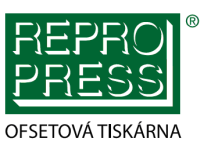 REPRO ®
PRESS
OFSETOVÁ TISKÁRNA